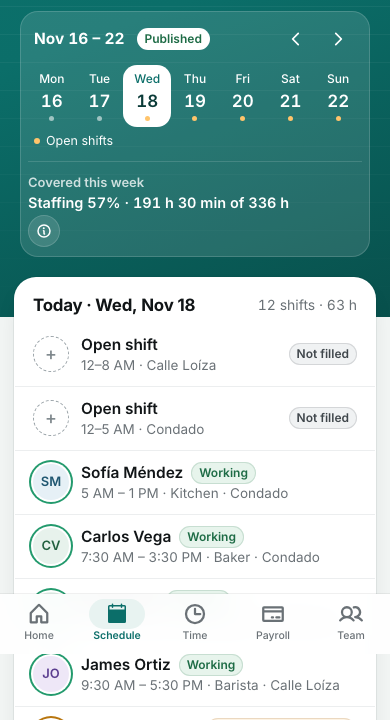 Nov 16 – 22 Published
Mon Tue Wed Thu Fri Sat Sun
16 17 18 19 20 21 22
Open shifts
Covered this week
Staffing 57% · 191 h 30 min of 336 h
Today · Wed, Nov 18 12 shifts · 63 h
Open shift
12–8 AM · Calle Loíza
Not filled
Open shift
12–5 AM · Condado
Not filled
SM Sofía Méndez Working
5 AM – 1 PM · Kitchen · Condado
CV Carlos Vega Working
7:30 AM – 3:30 PM · Baker · Condado
Home Schedule Time Payroll Team
JO James Ortiz Working
9:30 AM – 5:30 PM · Barista · Calle Loíza